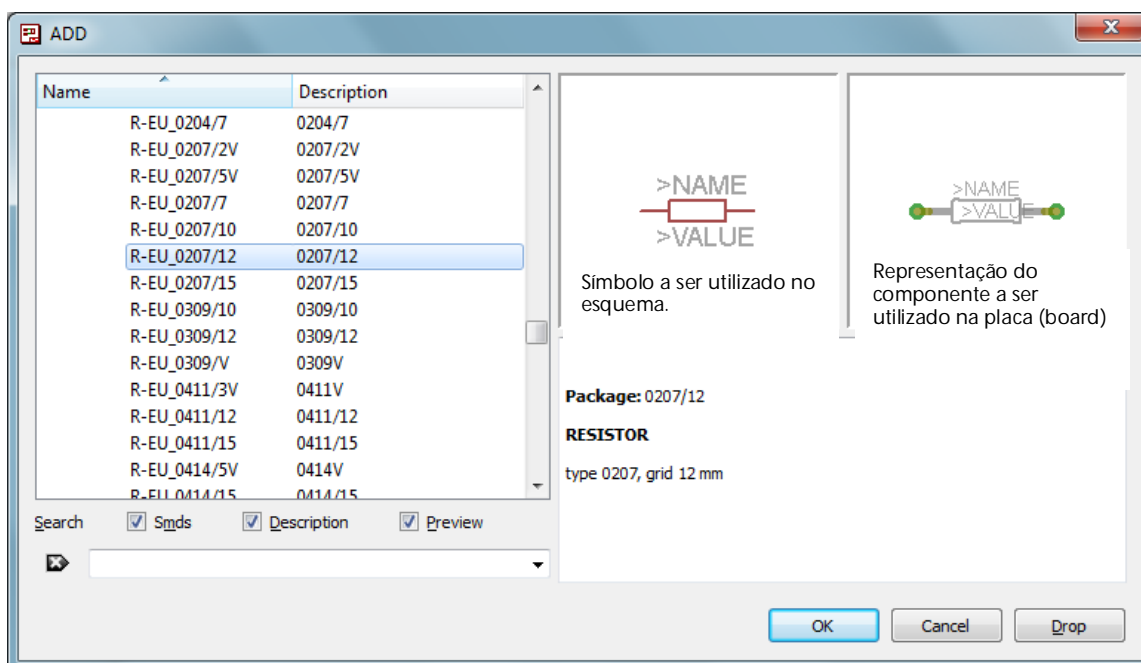 ADD
Name Description
R-EU_0204/7 0204/7
R-EU_0207/2V 0207/2V
R-EU_0207/5V 0207/5V
R-EU_0207/7 0207/7
R-EU_0207/10 0207/10
R-EU_0207/12 0207/12
R-EU_0207/15 0207/15
R-EU_0309/10 0309/10
R-EU_0309/12 0309/12
R-EU_0309/V 0309V
R-EU_0411/3V 0411V
R-EU_0411/12 0411/12
R-EU_0411/15 0411/15
R-EU_0414/5V 0414V
R-EU_0414/15 0414/15
Search Smds Description Preview
>NAME
>VALUE
Símbolo a ser utilizado no
esquema.
>NAME
>VALUE
Representação do
componente a ser
utilizado na placa (board)
Package: 0207/12
RESISTOR
type 0207, grid 12 mm
OK Cancel Drop